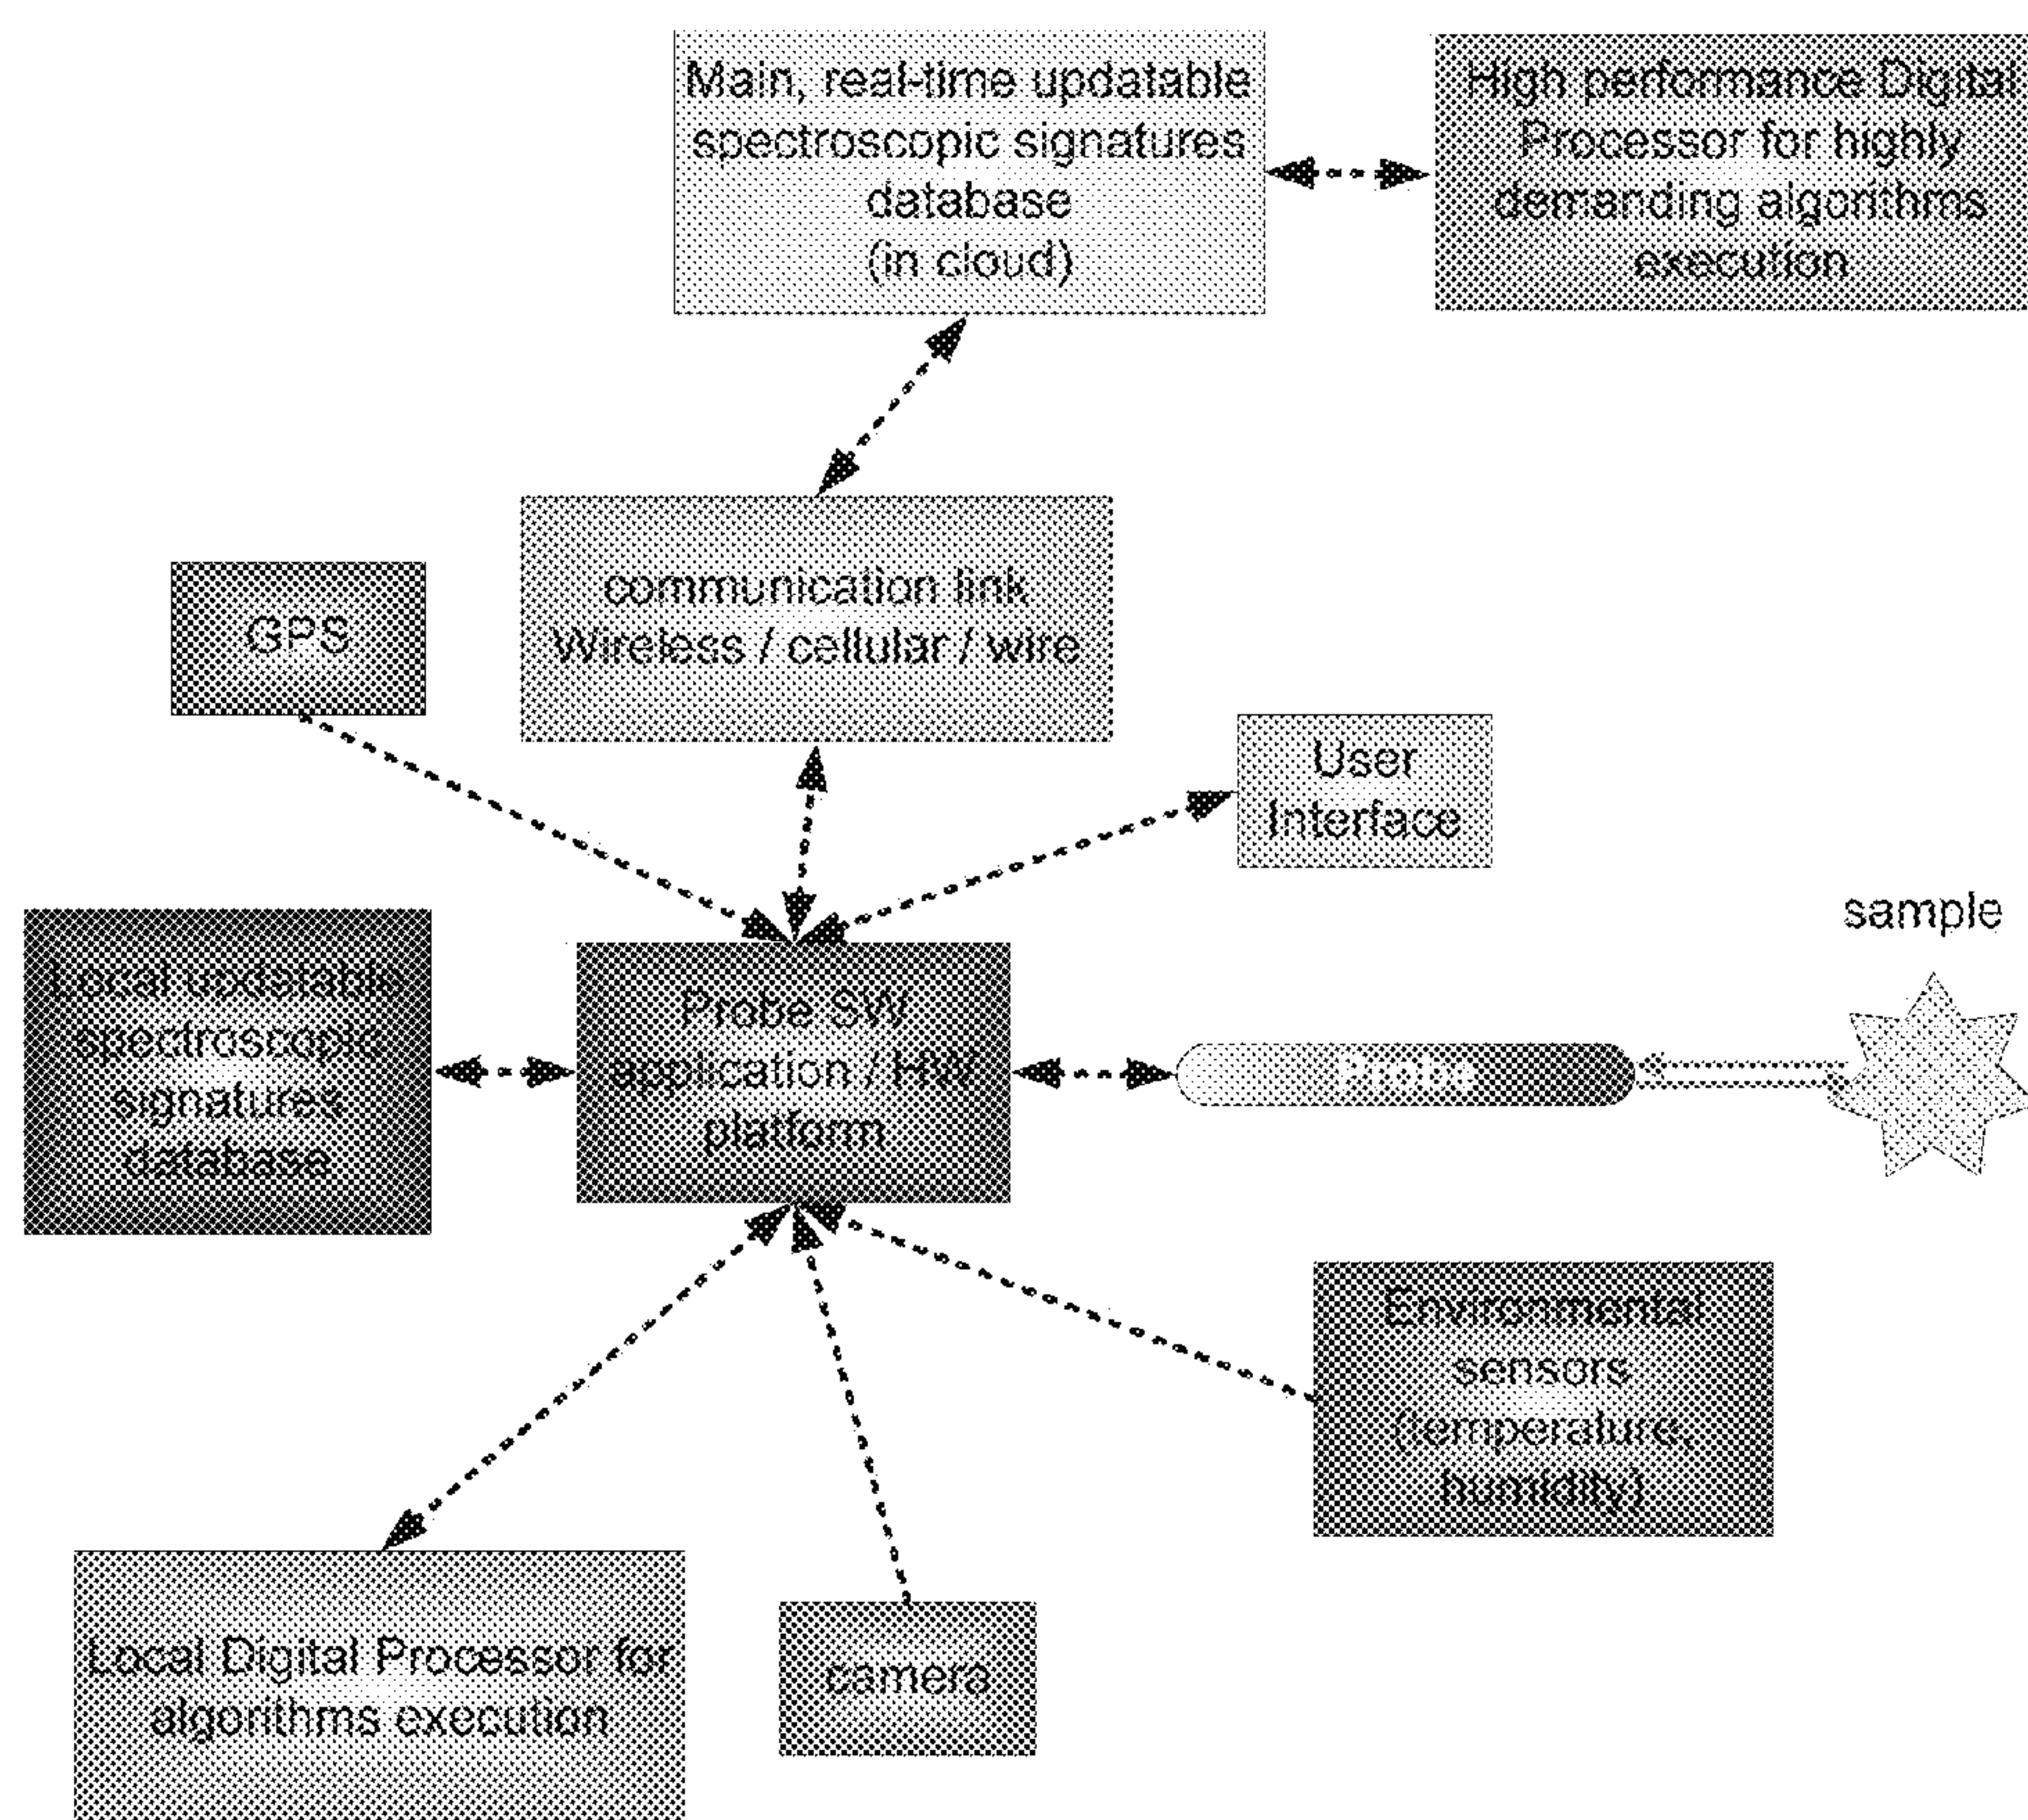 Main, real-time updatable
spectroscopic signatures
database
(in cloud)
High performance Digital
Processor for highly
demanding algorithms
execution
communication link
Wireless / cellular / wire
GPS
User
Interface
sample
Local updatable
spectroscopic
signatures
database
Probe SW
application / HW
platform
Probe
Environmental
sensors
(temperature,
humidity)
Local Digital Processor for
algorithms execution
camera